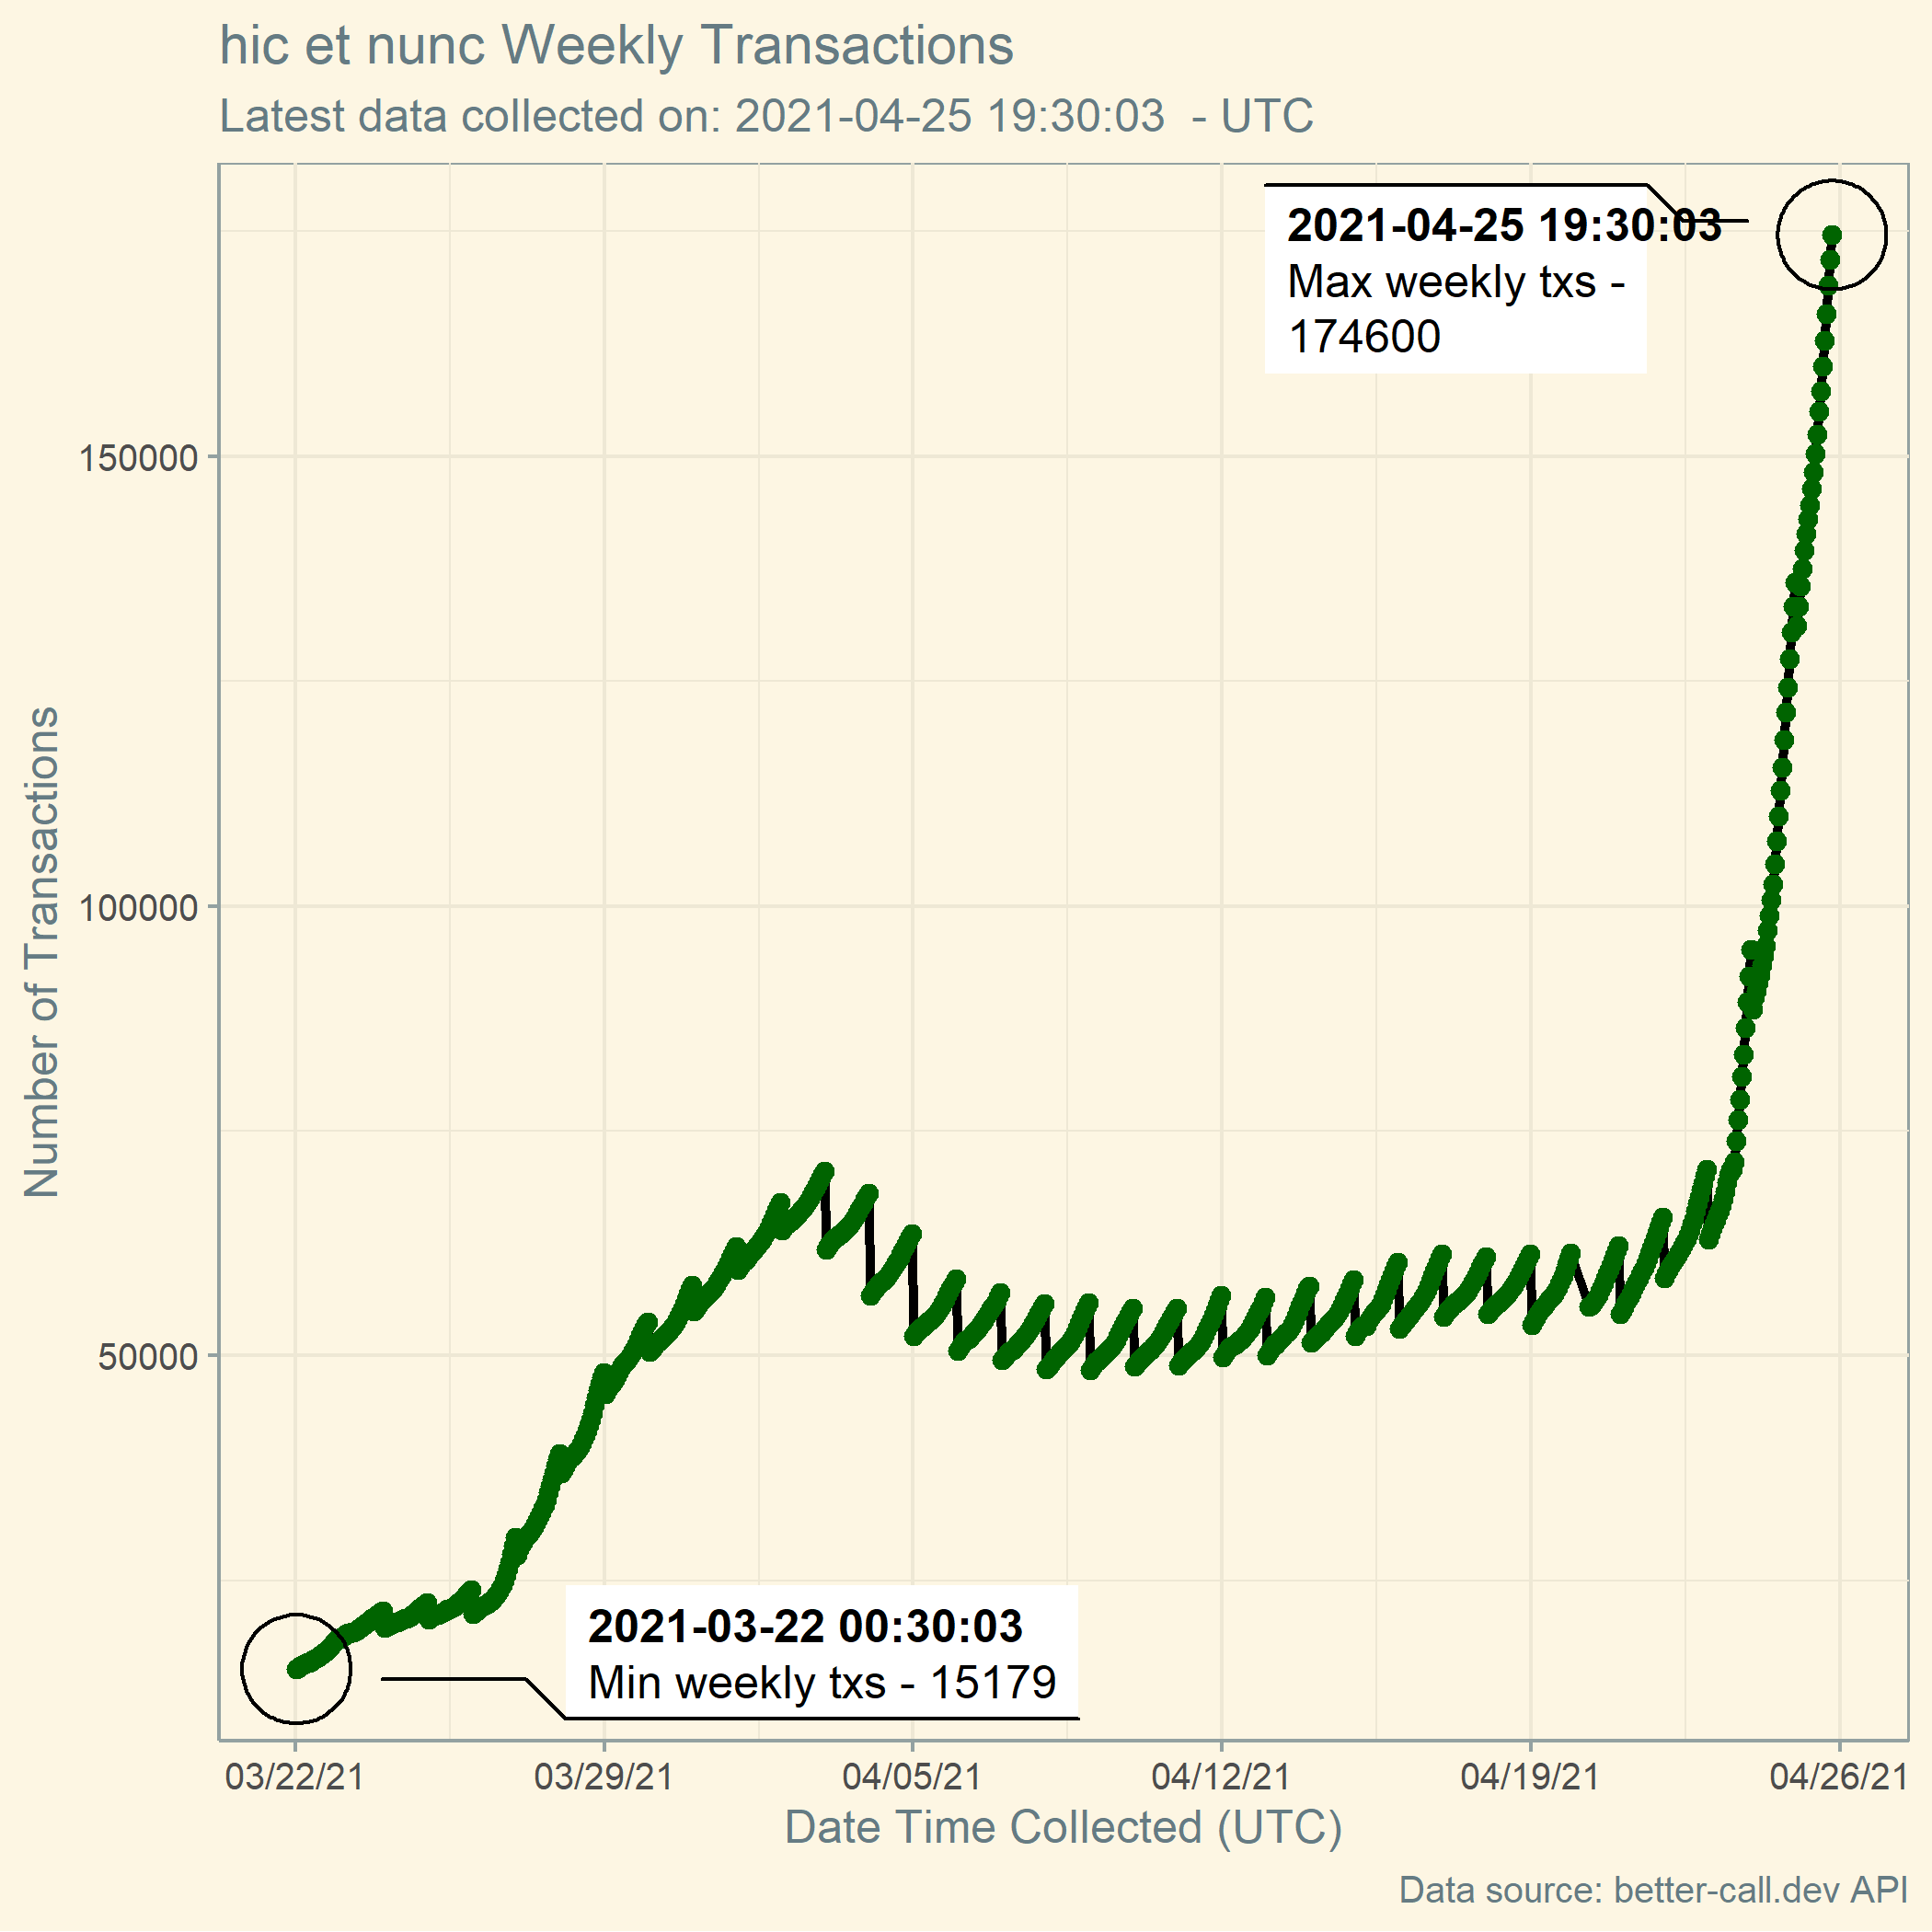 hic et nunc Weekly Transactions
Latest data collected on: 2021-04-25 19:30:03  - UTC
2021-04-25 19:30:03
Max weekly txs -
174600
150000
100000
50000
Number of Transactions
2021-03-22 00:30:03
Min weekly txs - 15179
03/22/21
03/29/21
04/05/21
04/12/21
04/19/21
04/26/21
Date Time Collected (UTC)
Data source: better-call.dev API